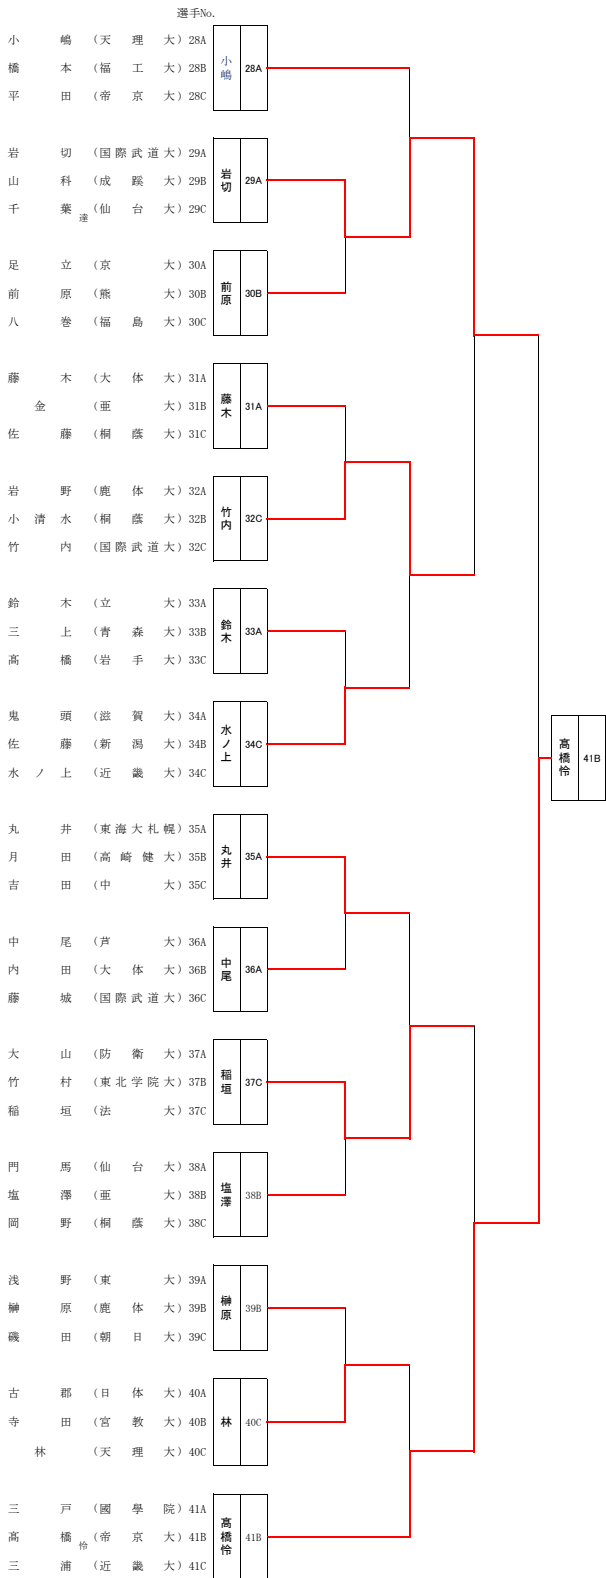 選手No.
小嶋（天理大）28A
橋本（福工大）28B
平田（帝京大）28C
小嶋 28A
岩切（国際武道大）29A
山科（成蹊大）29B
千葉達（仙台大）29C
岩切 29A
足立（京大）30A
前原（熊大）30B
八巻（福島大）30C
前原 30B
藤木（大体大）31A
金（亜大）31B
佐藤（桐蔭大）31C
藤木 31A
岩野（鹿体大）32A
小清水（桐蔭大）32B
竹内（国際武道大）32C
竹内 32C
鈴木（立大）33A
三上（青森大）33B
髙橋（岩手大）33C
鈴木 33A
鬼頭（滋賀大）34A
佐藤（新潟大）34B
水ノ上（近畿大）34C
水ノ上 34C
髙橋怜 41B
丸井（東海大札幌）35A
月田（高崎健大）35B
吉田（中大）35C
丸井 35A
中尾（芦大）36A
内田（大体大）36B
藤城（国際武道大）36C
中尾 36A
大山（防衛大）37A
竹村（東北学院大）37B
稲垣（法大）37C
稲垣 37C
門馬（仙台大）38A
塩澤（亜大）38B
岡野（桐蔭大）38C
塩澤 38B
浅野（東大）39A
榊原（鹿体大）39B
磯田（朝日大）39C
榊原 39B
古郡（日体大）40A
寺田（宮教大）40B
林（天理大）40C
林 40C
三戸（國學院）41A
髙橋怜（帝京大）41B
三浦（近畿大）41C
髙橋怜 41B